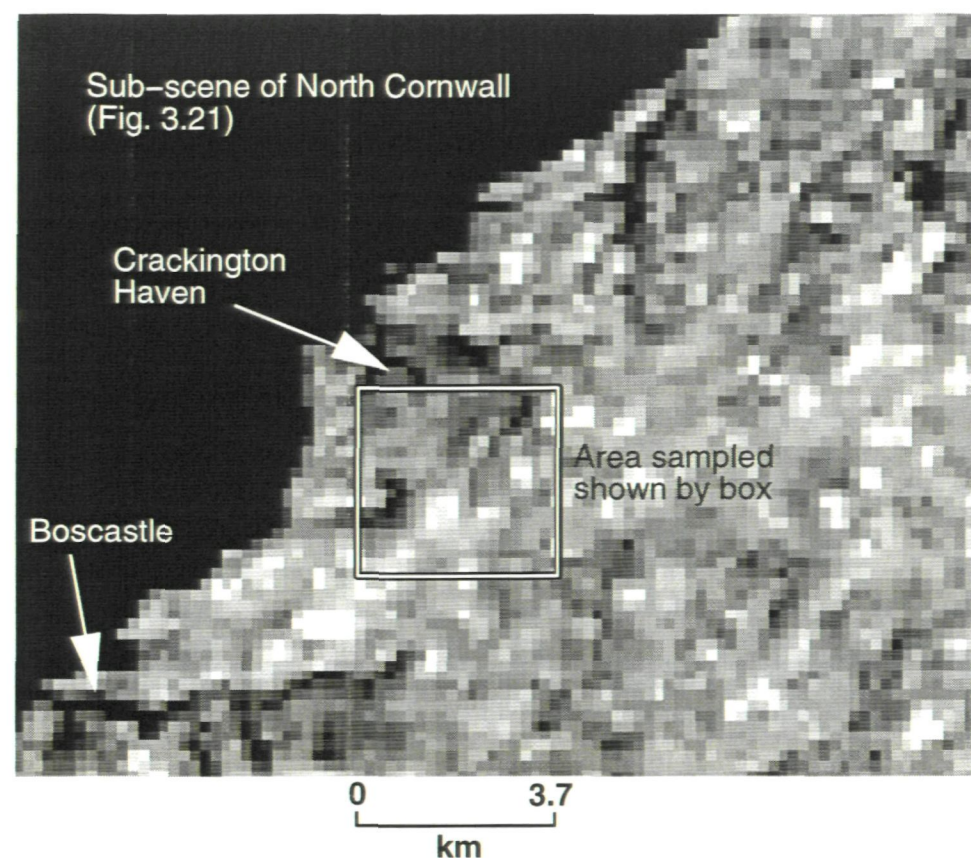 Sub–scene of North Cornwall
(Fig. 3.21)
Crackington
Haven
Area sampled
shown by box
Boscastle
0 3.7
km